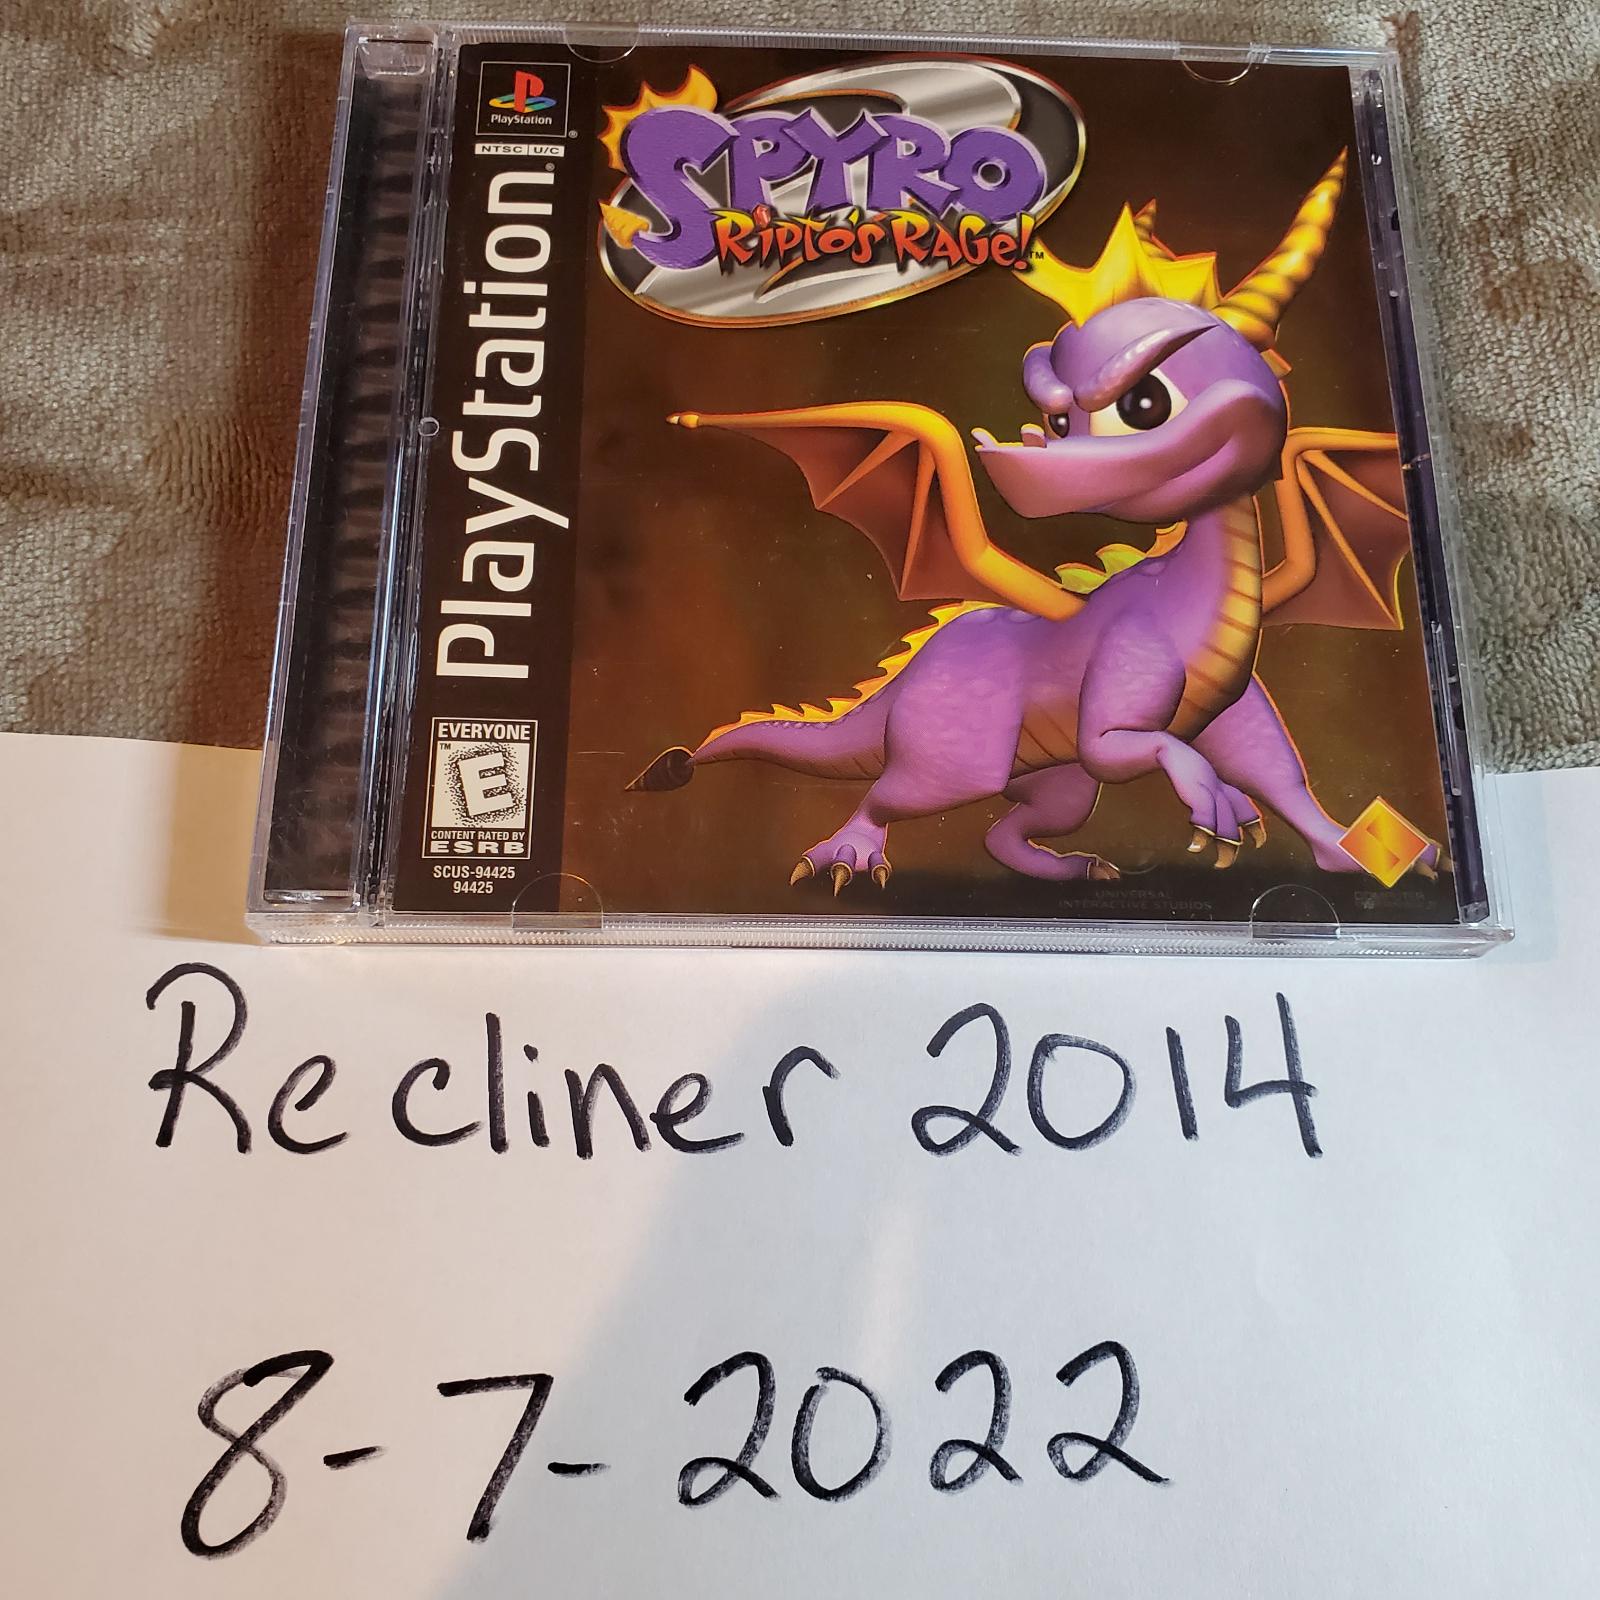 PlayStation
NTSC U/C
PlayStation
SPYRO
Ripto's Rage!
EVERYONE
E
CONTENT RATED BY
ESRB
SCUS-94425
94425
UNIVERSAL
INTERACTIVE STUDIOS
COMPUTER
Recliner 2014
8-7-2022